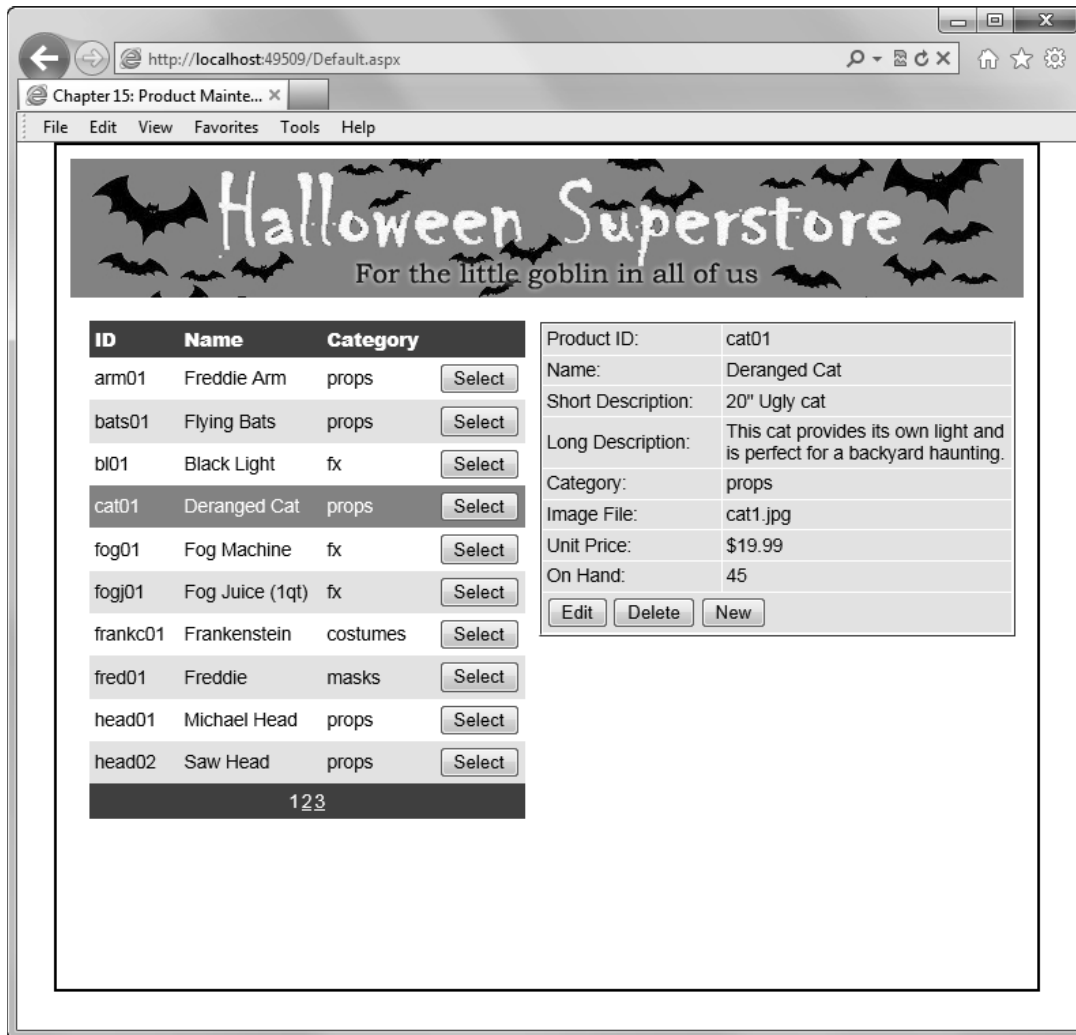 http://localhost:49509/Default.aspx
Chapter 15: Product Mainte...
File Edit View Favorites Tools Help
Halloween Superstore
For the little goblin in all of us
ID Name Category
arm01 Freddie Arm props Select
bats01 Flying Bats props Select
bl01 Black Light fx Select
cat01 Deranged Cat props Select
fog01 Fog Machine fx Select
fogj01 Fog Juice (1qt) fx Select
frankc01 Frankenstein costumes Select
fred01 Freddie masks Select
head01 Michael Head props Select
head02 Saw Head props Select
1 2 3
Product ID: cat01
Name: Deranged Cat
Short Description: 20" Ugly cat
Long Description: This cat provides its own light and
is perfect for a backyard haunting.
Category: props
Image File: cat1.jpg
Unit Price: $19.99
On Hand: 45
Edit Delete New